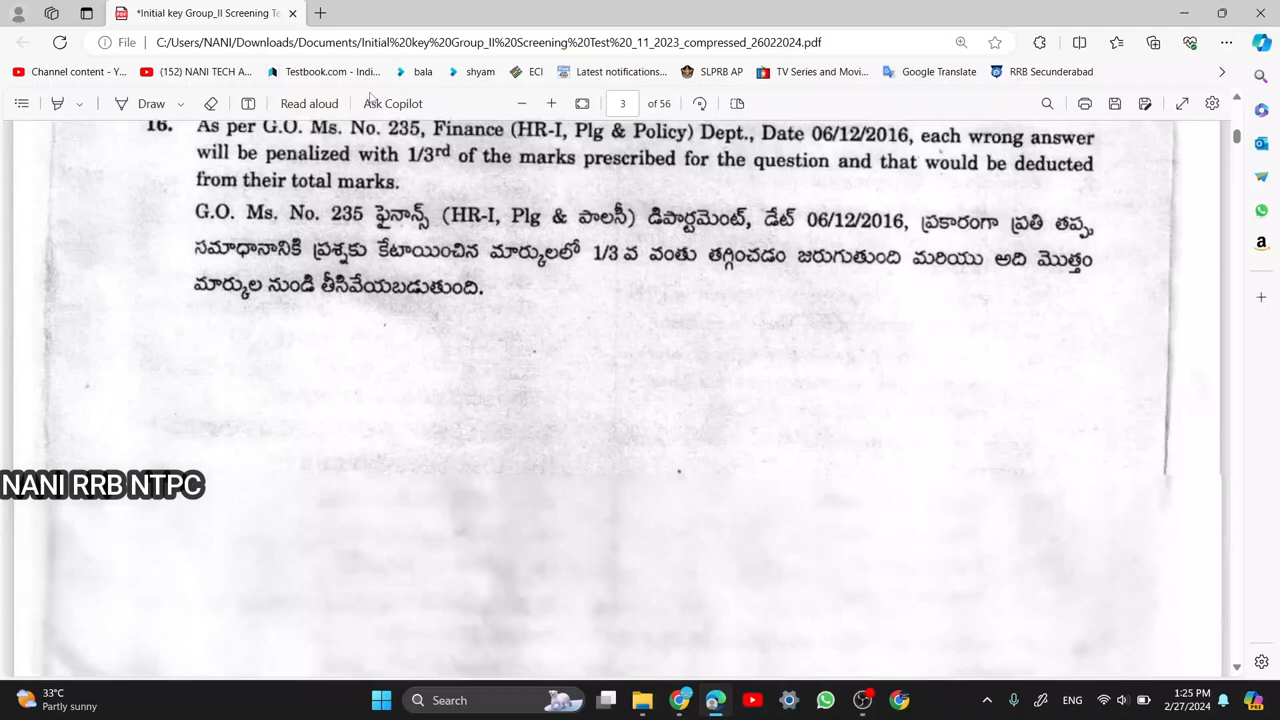 *Initial key Group_II Screening Te
File C:/Users/NANI/Downloads/Documents/Initial%20key%20Group_II%20Screening%20Test%20_11_2023_compressed_26022024.pdf
Channel content - Y... (152) NANI TECH A... Testbook.com - Indi... bala shyam ECI Latest notifications... SLPRB AP TV Series and Movi... Google Translate RRB Secunderabad
Draw Read aloud Ask Copilot 3 of 56
16. As per G.O. Ms. No. 235, Finance (HR-I, Plg & Policy) Dept., Date 06/12/2016, each wrong answer
will be penalized with 1/3rd of the marks prescribed for the question and that would be deducted
from their total marks.
G.O. Ms. No. 235 ఫైనాన్స్ (HR-I, Plg & పాలసీ) డిపార్ట్‌మెంట్, డేట్ 06/12/2016, ప్రకారంగా ప్రతి తప్పు
సమాధానానికి ప్రశ్నకు కేటాయించిన మార్కులలో 1/3 వ వంతు తగ్గించడం జరుగుతుంది మరియు అది మొత్తం
మార్కుల నుండి తీసివేయబడుతుంది.
NANI RRB NTPC
33°C
Partly sunny
Search
ENG
1:25 PM
2/27/2024